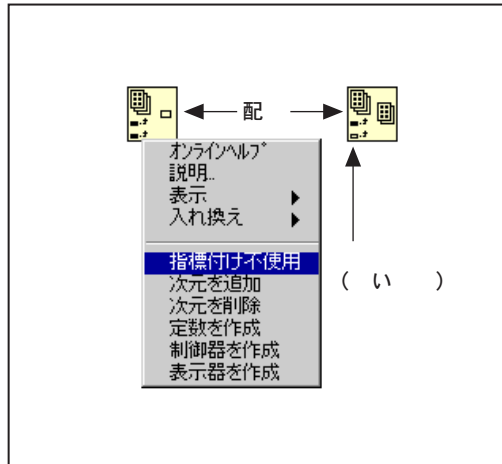 配
オンラインヘルプ
説明...
表示
入れ換え
指標付け不使用
次元を追加
次元を削除
定数を作成
制御器を作成
表示器を作成
( い )